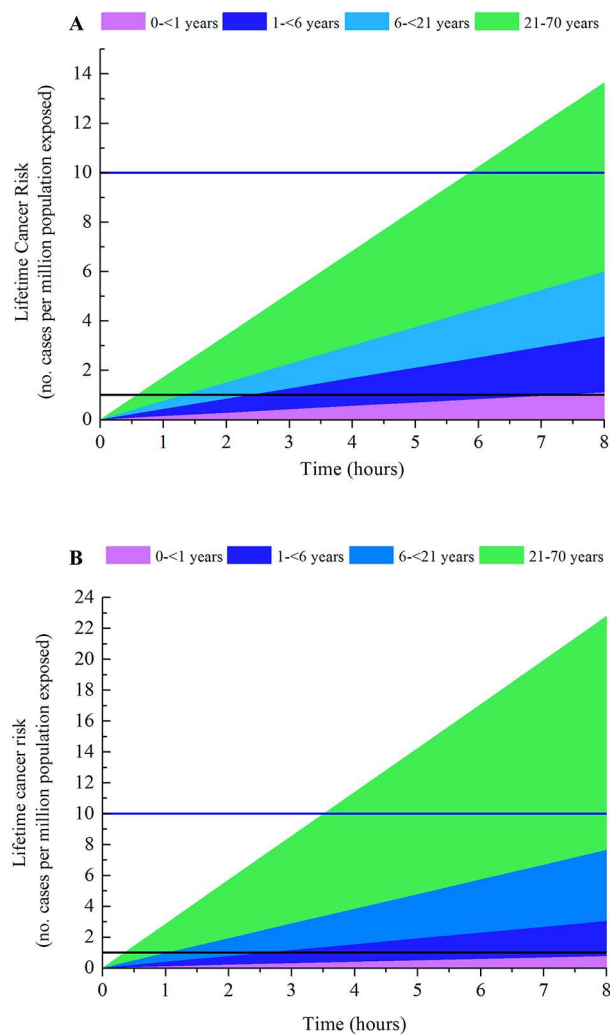 A
0-<1 years
1-<6 years
6-<21 years
21-70 years
Lifetime Cancer Risk
(no. cases per million population exposed)
14
12
10
8
6
4
2
0
0 1 2 3 4 5 6 7 8
Time (hours)
B
0-<1 years
1-<6 years
6-<21 years
21-70 years
Lifetime cancer risk
(no. cases per million population exposed)
24
22
20
18
16
14
12
10
8
6
4
2
0
0 1 2 3 4 5 6 7 8
Time (hours)